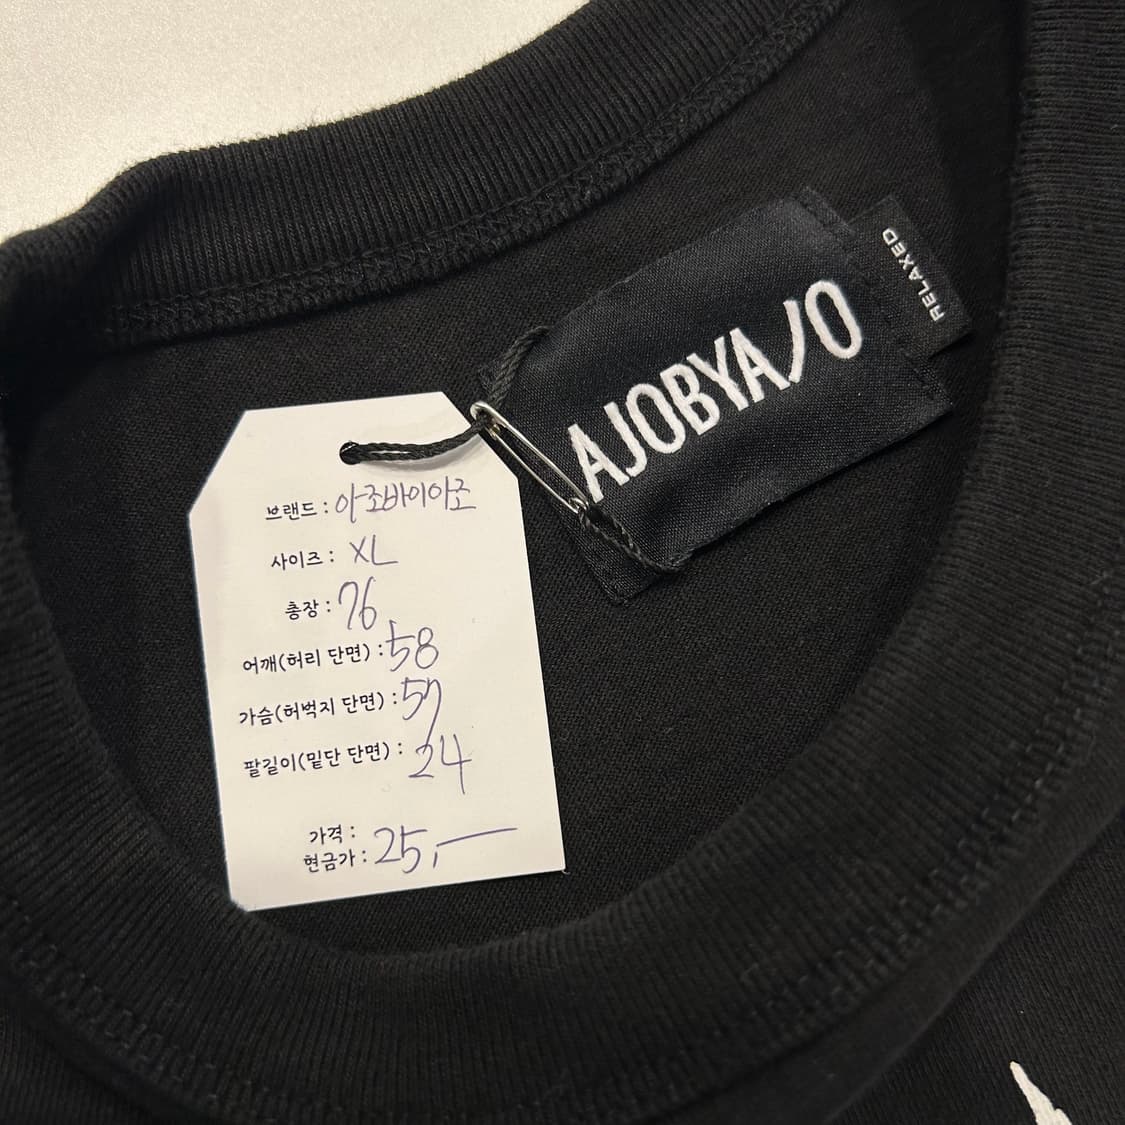 AJOBYA/O
RELAXED
브랜드 : 아조바이아조
사이즈 : XL
총장 : 76
어깨(허리 단면) : 58
가슴(허벅지 단면) : 57
팔길이(밑단 단면) : 24
가격 :
현금가 : 25,—